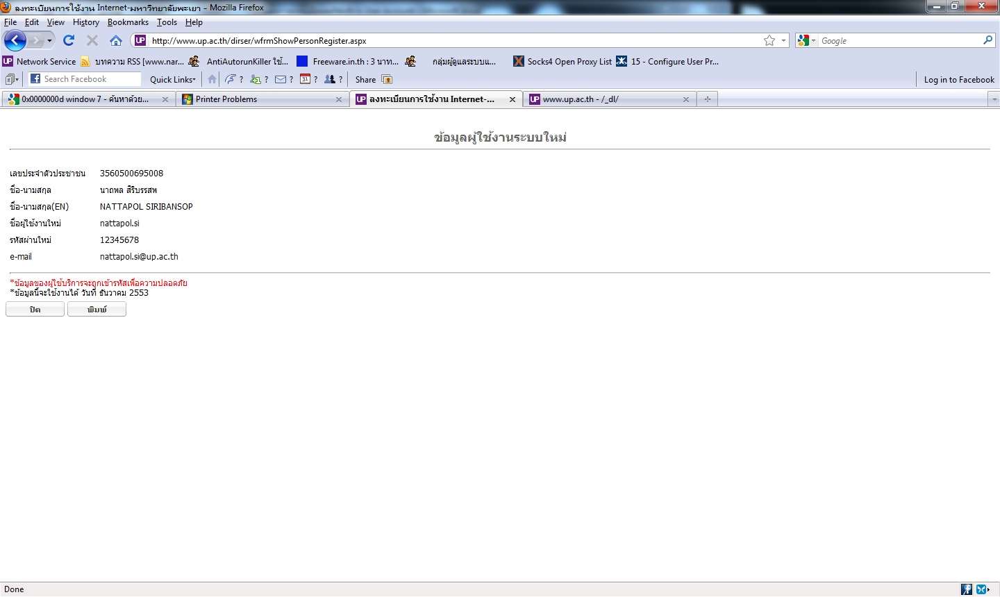 ลงทะเบียนการใช้งาน Internet-มหาวิทยาลัยพะเยา - Mozilla Firefox
File Edit View History Bookmarks Tools Help
UP http://www.up.ac.th/dirser/wfrmShowPersonRegister.aspx Google
UP Network Service บทความ RSS [www.nar... AntiAutorunKiller ใช้... Freeware.in.th : 3 นาท... กลุ่มผู้ดูแลระบบแ... Socks4 Open Proxy List 15 - Configure User Pr...
Search Facebook Quick Links ? ? ? 31 ? ? Share Log in to Facebook
0x0000000d window 7 - ค้นหาด้วย... Printer Problems UP ลงทะเบียนการใช้งาน Internet-... UP www.up.ac.th - /_dl/
ข้อมูลผู้ใช้งานระบบใหม่
เลขประจำตัวประชาชน 3560500695008
ชื่อ-นามสกุล นาถพล สิริบรรสพ
ชื่อ-นามสกุล(EN) NATTAPOL SIRIBANSOP
ชื่อผู้ใช้งานใหม่ nattapol.si
รหัสผ่านใหม่ 12345678
e-mail nattapol.si@up.ac.th
*ข้อมูลของผู้ใช้บริการจะถูกเข้ารหัสเพื่อความปลอดภัย
*ข้อมูลนี้จะใช้งานได้ วันที่ ธันวาคม 2553
ปิด พิมพ์
Done